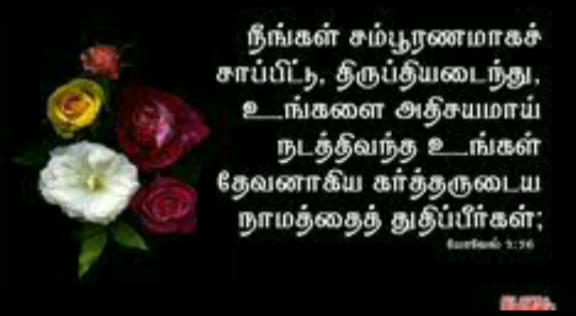 நீங்கள் சம்பூரணமாகச்
சாப்பிட்டு, திருப்தியடைந்து,
உங்களை அதிசயமாய்
நடத்திவந்த உங்கள்
தேவனாகிய கர்த்தருடைய
நாமத்தைத் துதிப்பீர்கள்;
யோவேல்